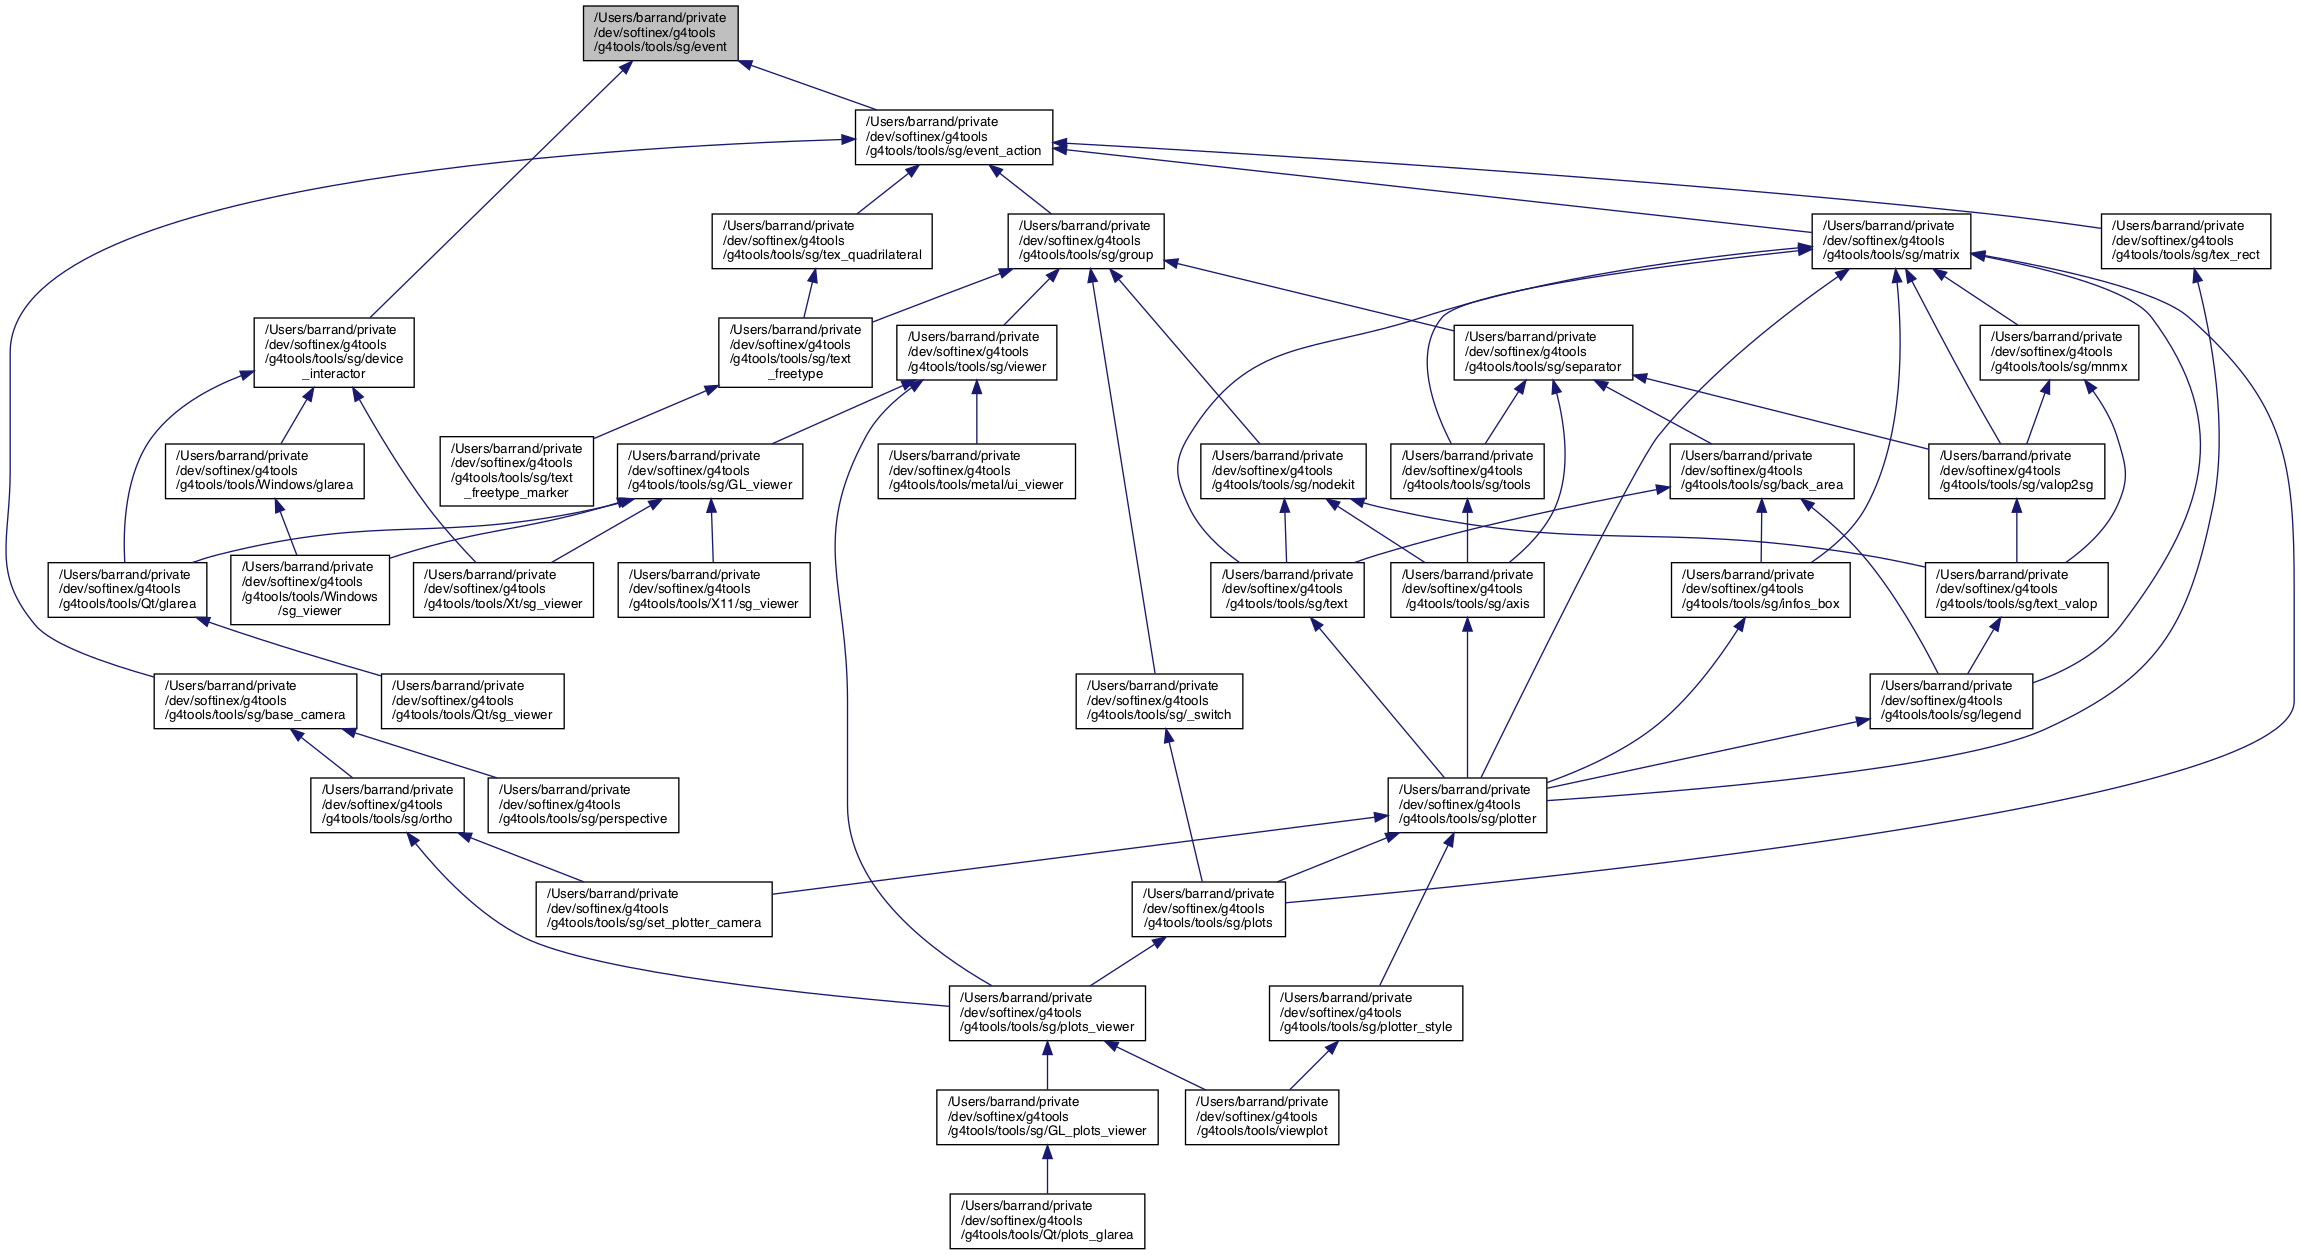 /Users/barrand/private
/dev/softinex/g4tools
/g4tools/tools/sg/event
/Users/barrand/private
/dev/softinex/g4tools
/g4tools/tools/sg/event_action
/Users/barrand/private
/dev/softinex/g4tools
/g4tools/tools/sg/tex_quadrilateral
/Users/barrand/private
/dev/softinex/g4tools
/g4tools/tools/sg/group
/Users/barrand/private
/dev/softinex/g4tools
/g4tools/tools/sg/matrix
/Users/barrand/private
/dev/softinex/g4tools
/g4tools/tools/sg/tex_rect
/Users/barrand/private
/dev/softinex/g4tools
/g4tools/tools/sg/device
_interactor
/Users/barrand/private
/dev/softinex/g4tools
/g4tools/tools/sg/text
_freetype
/Users/barrand/private
/dev/softinex/g4tools
/g4tools/tools/sg/viewer
/Users/barrand/private
/dev/softinex/g4tools
/g4tools/tools/sg/separator
/Users/barrand/private
/dev/softinex/g4tools
/g4tools/tools/sg/mnmx
/Users/barrand/private
/dev/softinex/g4tools
/g4tools/tools/Windows/glarea
/Users/barrand/private
/dev/softinex/g4tools
/g4tools/tools/sg/text
_freetype_marker
/Users/barrand/private
/dev/softinex/g4tools
/g4tools/tools/sg/GL_viewer
/Users/barrand/private
/dev/softinex/g4tools
/g4tools/tools/metal/ui_viewer
/Users/barrand/private
/dev/softinex/g4tools
/g4tools/tools/sg/nodekit
/Users/barrand/private
/dev/softinex/g4tools
/g4tools/tools/sg/tools
/Users/barrand/private
/dev/softinex/g4tools
/g4tools/tools/sg/back_area
/Users/barrand/private
/dev/softinex/g4tools
/g4tools/tools/sg/valop2sg
/Users/barrand/private
/dev/softinex/g4tools
/g4tools/tools/Qt/glarea
/Users/barrand/private
/dev/softinex/g4tools
/g4tools/tools/Windows
/sg_viewer
/Users/barrand/private
/dev/softinex/g4tools
/g4tools/tools/Xt/sg_viewer
/Users/barrand/private
/dev/softinex/g4tools
/g4tools/tools/X11/sg_viewer
/Users/barrand/private
/dev/softinex/g4tools
/g4tools/tools/sg/text
/Users/barrand/private
/dev/softinex/g4tools
/g4tools/tools/sg/axis
/Users/barrand/private
/dev/softinex/g4tools
/g4tools/tools/sg/infos_box
/Users/barrand/private
/dev/softinex/g4tools
/g4tools/tools/sg/text_valop
/Users/barrand/private
/dev/softinex/g4tools
/g4tools/tools/sg/base_camera
/Users/barrand/private
/dev/softinex/g4tools
/g4tools/tools/Qt/sg_viewer
/Users/barrand/private
/dev/softinex/g4tools
/g4tools/tools/sg/_switch
/Users/barrand/private
/dev/softinex/g4tools
/g4tools/tools/sg/legend
/Users/barrand/private
/dev/softinex/g4tools
/g4tools/tools/sg/ortho
/Users/barrand/private
/dev/softinex/g4tools
/g4tools/tools/sg/perspective
/Users/barrand/private
/dev/softinex/g4tools
/g4tools/tools/sg/plotter
/Users/barrand/private
/dev/softinex/g4tools
/g4tools/tools/sg/set_plotter_camera
/Users/barrand/private
/dev/softinex/g4tools
/g4tools/tools/sg/plots
/Users/barrand/private
/dev/softinex/g4tools
/g4tools/tools/sg/plots_viewer
/Users/barrand/private
/dev/softinex/g4tools
/g4tools/tools/sg/plotter_style
/Users/barrand/private
/dev/softinex/g4tools
/g4tools/tools/sg/GL_plots_viewer
/Users/barrand/private
/dev/softinex/g4tools
/g4tools/tools/viewplot
/Users/barrand/private
/dev/softinex/g4tools
/g4tools/tools/Qt/plots_glarea